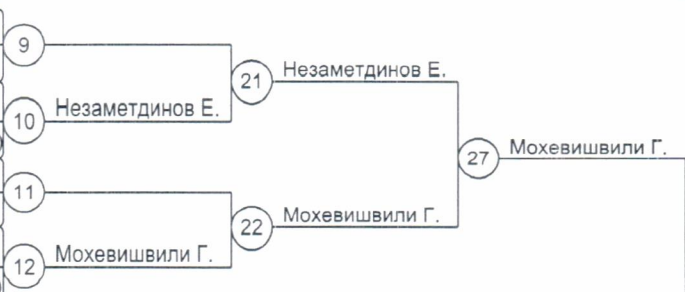 9
21 Незаметдинов Е.
10 Незаметдинов Е.
27 Мохевишвили Г.
11
22 Мохевишвили Г.
12 Мохевишвили Г.